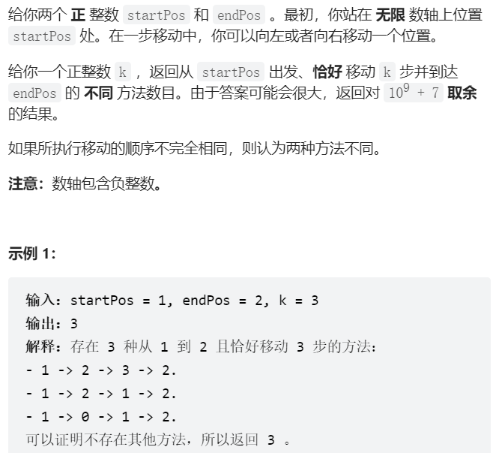 给你两个 正 整数 startPos 和 endPos 。最初，你站在 无限 数轴上位置
startPos 处。在一步移动中，你可以向左或者向右移动一个位置。
给你一个正整数 k ，返回从 startPos 出发、恰好 移动 k 步并到达
endPos 的 不同 方法数目。由于答案可能会很大，返回对 10^9 + 7 取余
的结果。
如果所执行移动的顺序不完全相同，则认为两种方法不同。
注意：数轴包含负整数。
示例 1：
输入：startPos = 1, endPos = 2, k = 3
输出：3
解释：存在 3 种从 1 到 2 且恰好移动 3 步的方法：
- 1 -> 2 -> 3 -> 2.
- 1 -> 2 -> 1 -> 2.
- 1 -> 0 -> 1 -> 2.
可以证明不存在其他方法，所以返回 3 。